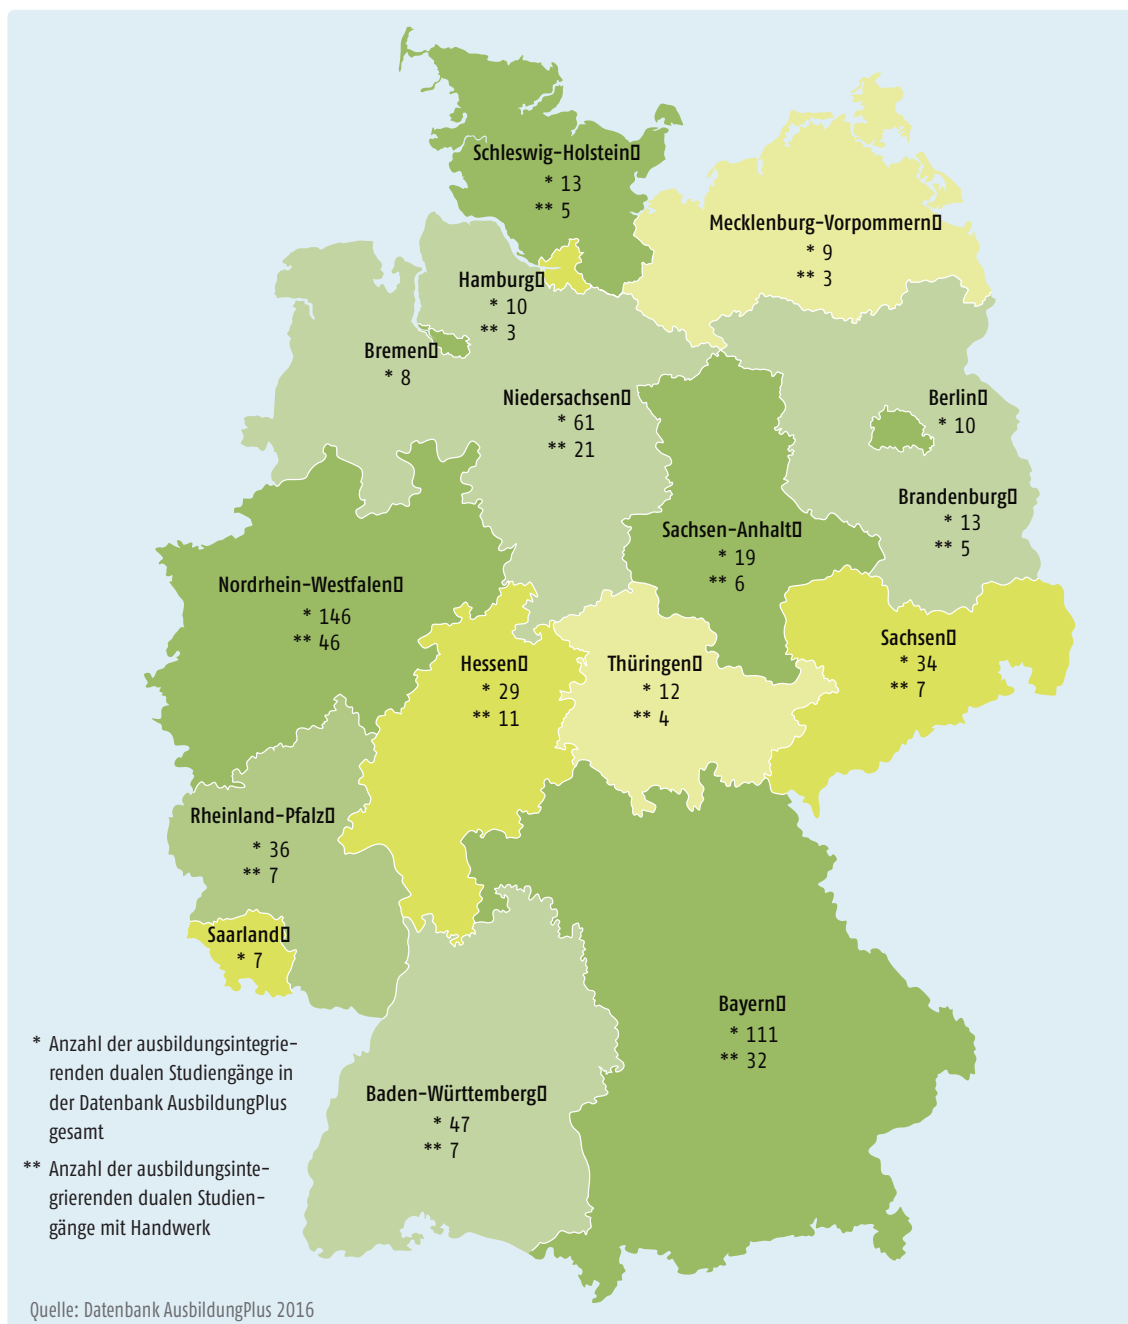 Schleswig-Holstein
* 13
** 5
Mecklenburg-Vorpommern
* 9
** 3
Hamburg
* 10
** 3
Bremen
* 8
Niedersachsen
* 61
** 21
Berlin
* 10
Brandenburg
* 13
** 5
Sachsen-Anhalt
* 19
** 6
Nordrhein-Westfalen
* 146
** 46
Sachsen
* 34
** 7
Hessen
* 29
** 11
Thüringen
* 12
** 4
Rheinland-Pfalz
* 36
** 7
Saarland
* 7
Bayern
* 111
** 32
Baden-Württemberg
* 47
** 7
* Anzahl der ausbildungsintegrie-
renden dualen Studiengänge in
der Datenbank AusbildungPlus
gesamt
** Anzahl der ausbildungsinte-
grierenden dualen Studien-
gänge mit Handwerk
Quelle: Datenbank AusbildungPlus 2016